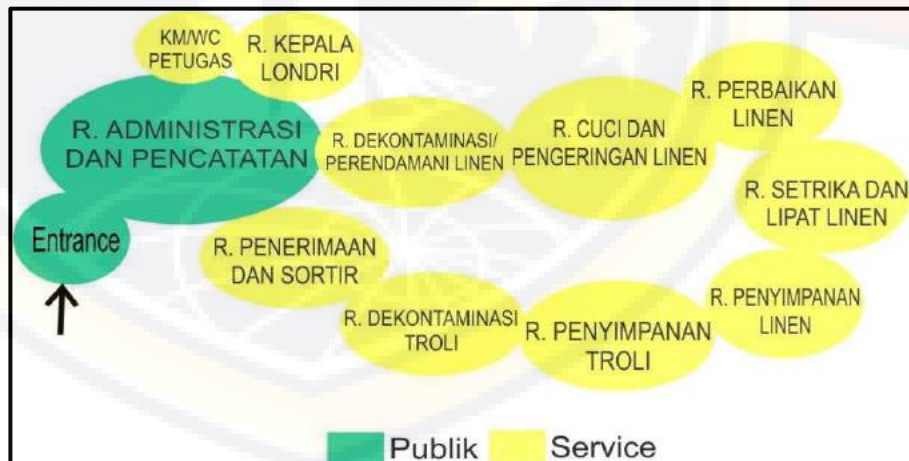 KM/WC
PETUGAS
R. KEPALA
LONDRI
R. ADMINISTRASI
DAN PENCATATAN
R. DEKONTAMINASI/
PERENDAMANI LINEN
R. CUCI DAN
PENGERINGAN LINEN
R. PERBAIKAN
LINEN
R. SETRIKA DAN
LIPAT LINEN
Entrance
R. PENERIMAAN
DAN SORTIR
R. DEKONTAMINASI
TROLI
R. PENYIMPANAN
TROLI
R. PENYIMPANAN
LINEN
Publik
Service